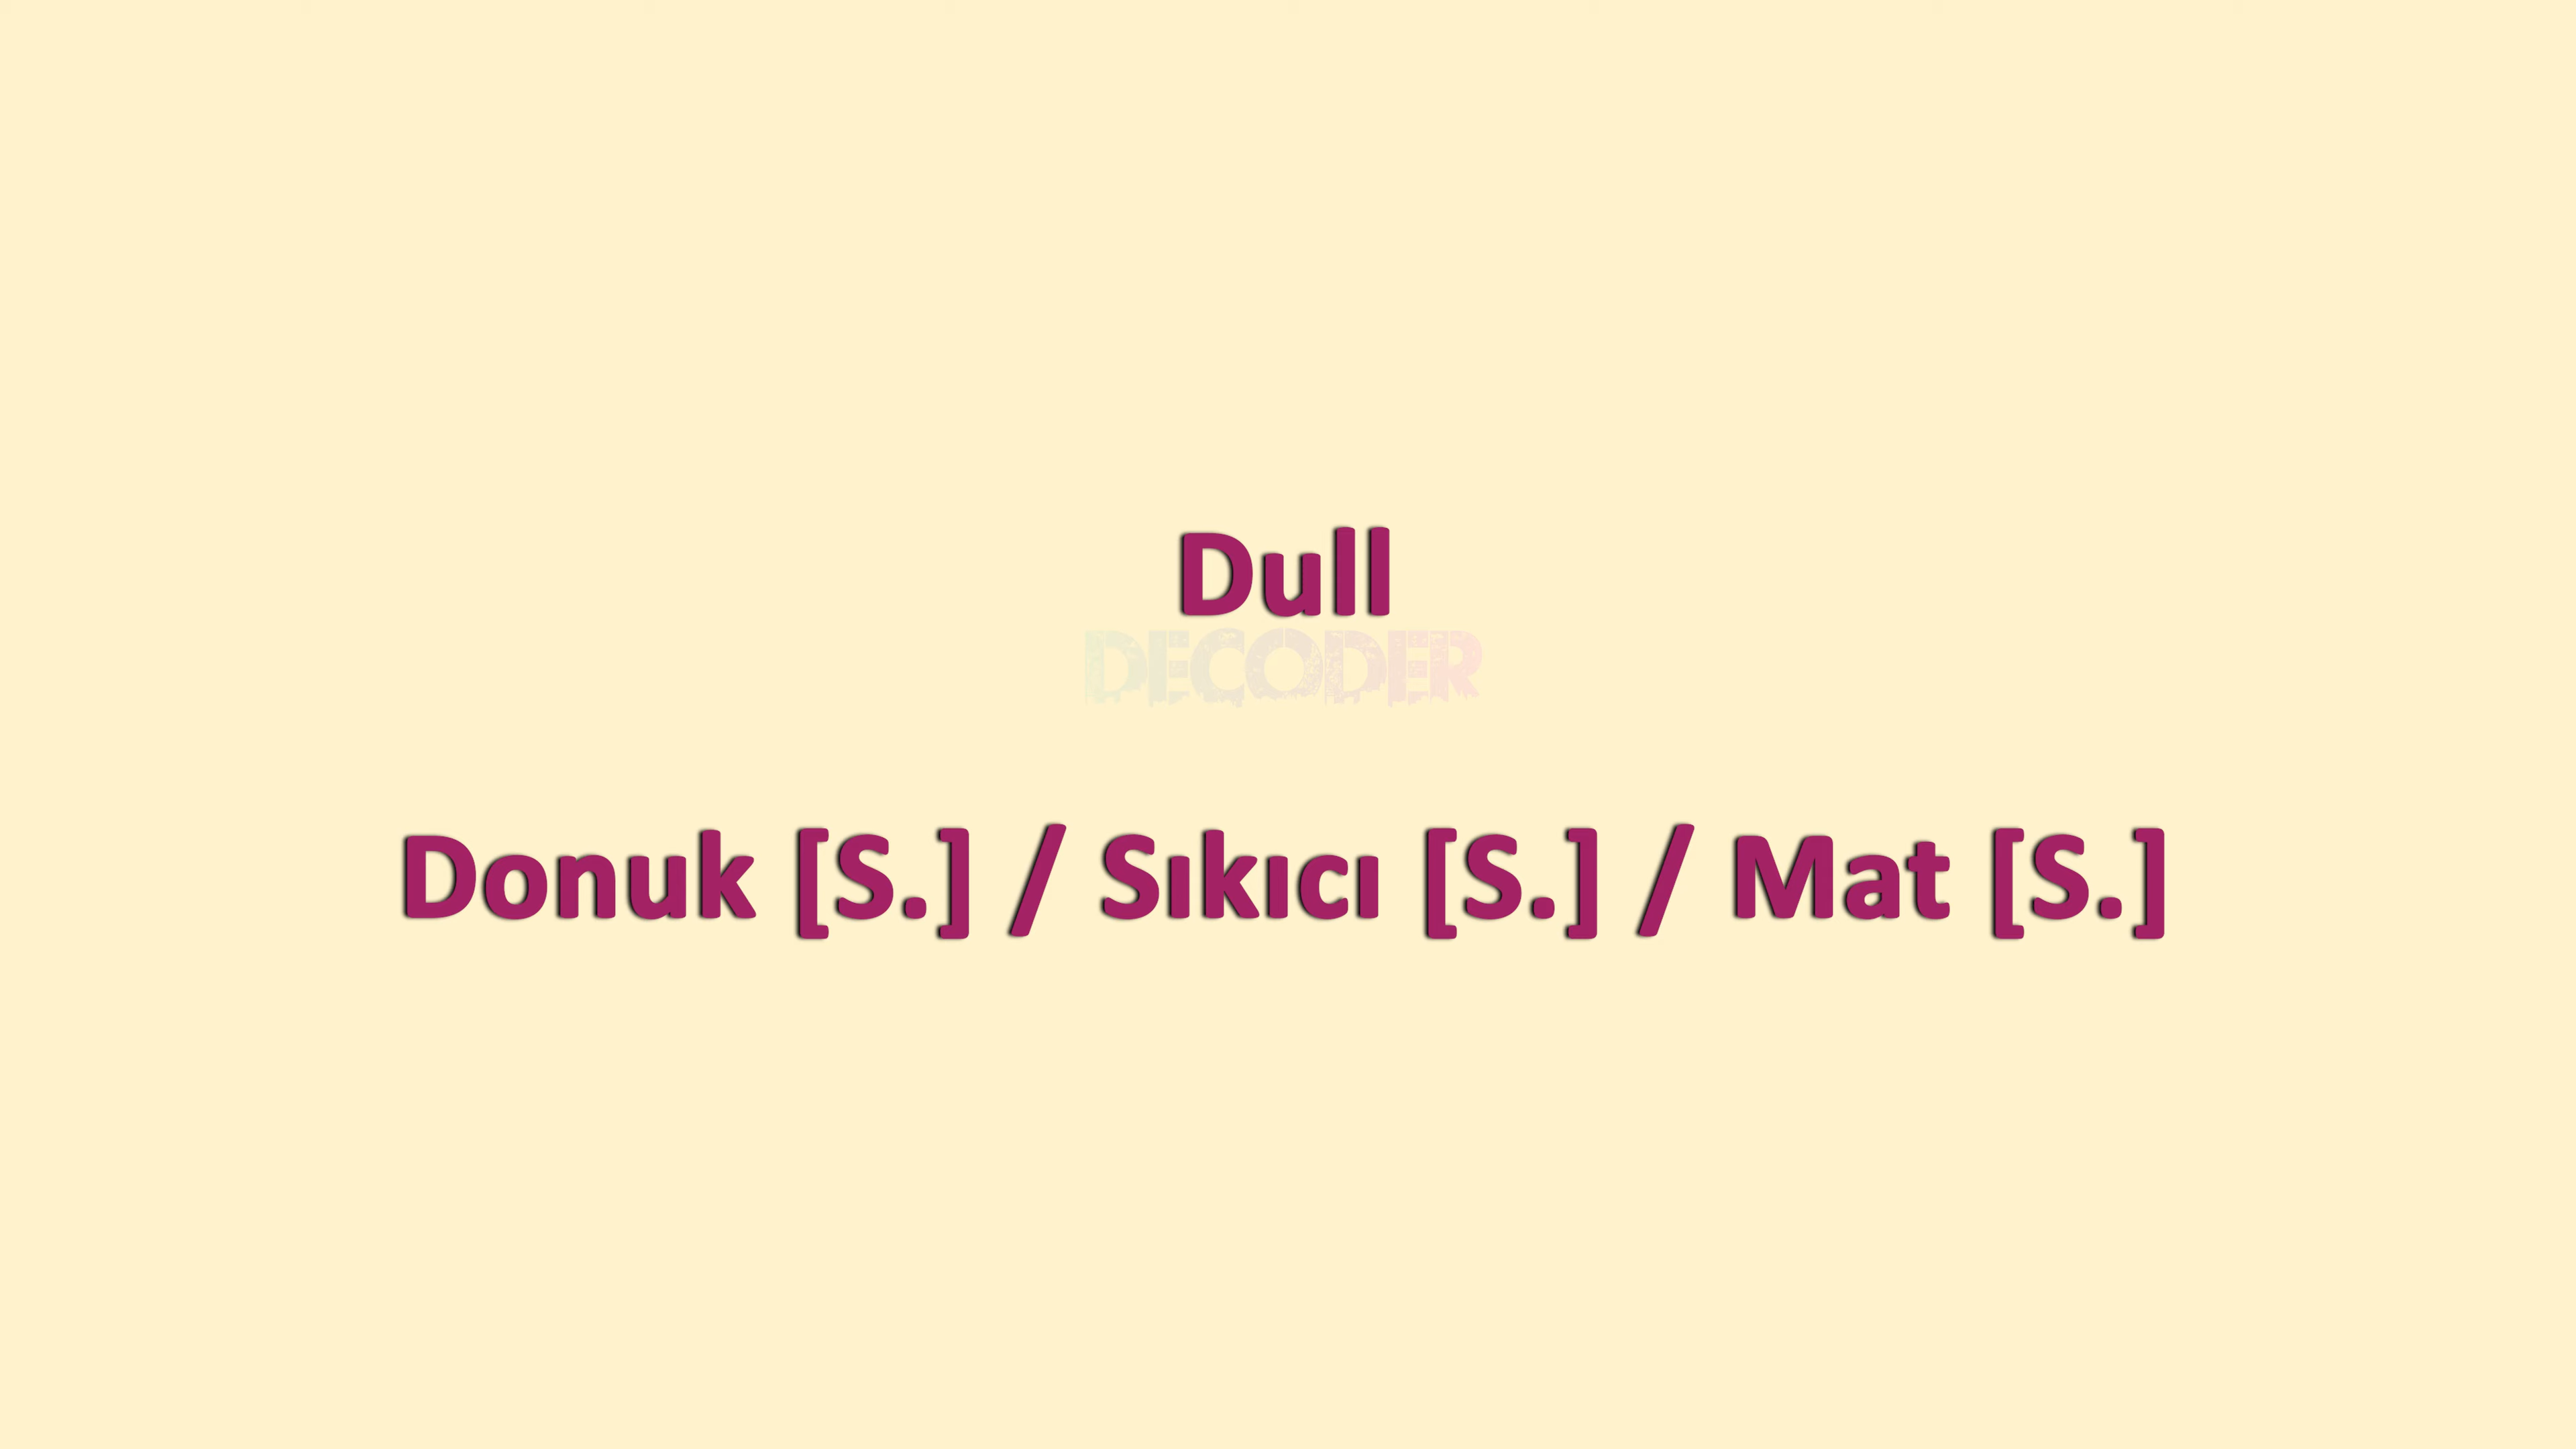 Dull
DECODER
Donuk [S.] / Sıkıcı [S.] / Mat [S.]